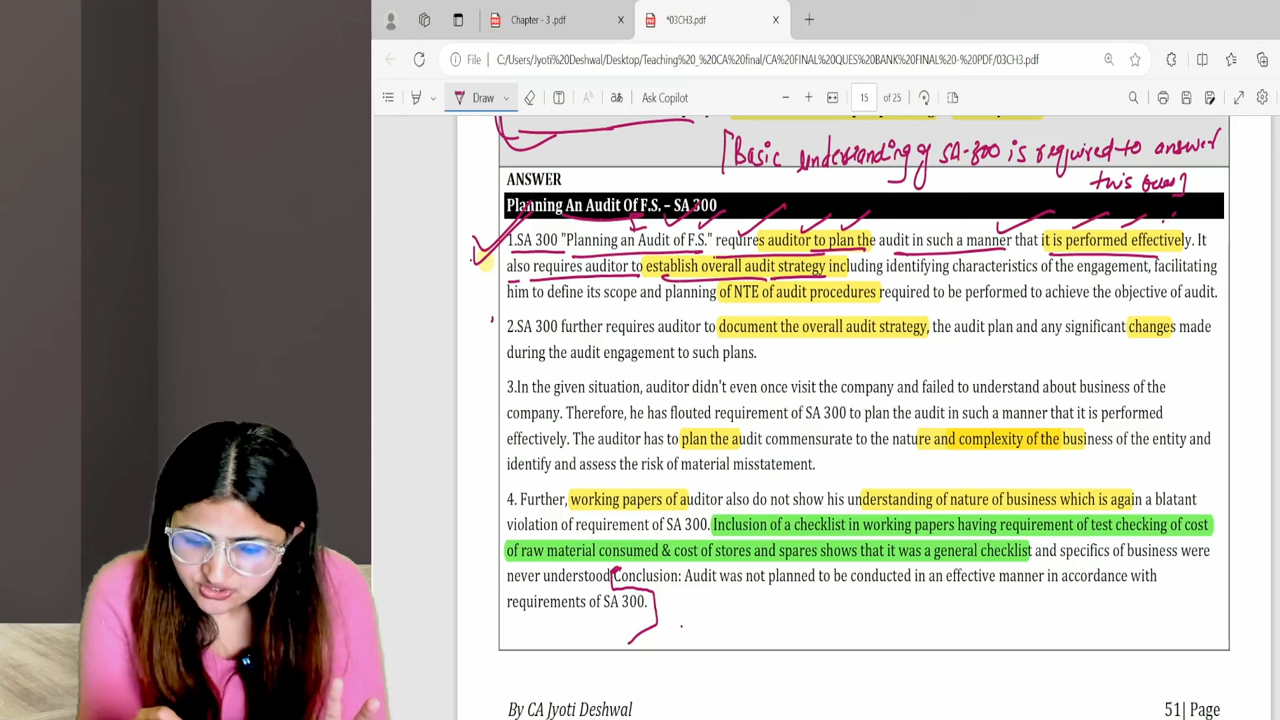 Chapter - 3 .pdf
*03CH3.pdf
File
C:/Users/Jyoti%20Deshwal/Desktop/Teaching%20_%20CA%20final/CA%20FINAL%20QUES%20BANK%20FINAL%20-%20PDF/03CH3.pdf
Draw
Ask Copilot
15
of 25
[Basic understanding of SA-300 is required to answer
this Ques]
ANSWER
Planning An Audit Of F.S. – SA 300
1.SA 300 "Planning an Audit of F.S." requires auditor to plan the audit in such a manner that it is performed effectively. It
also requires auditor to establish overall audit strategy including identifying characteristics of the engagement, facilitating
him to define its scope and planning of NTE of audit procedures required to be performed to achieve the objective of audit.
2.SA 300 further requires auditor to document the overall audit strategy, the audit plan and any significant changes made
during the audit engagement to such plans.
3.In the given situation, auditor didn't even once visit the company and failed to understand about business of the
company. Therefore, he has flouted requirement of SA 300 to plan the audit in such a manner that it is performed
effectively. The auditor has to plan the audit commensurate to the nature and complexity of the business of the entity and
identify and assess the risk of material misstatement.
4. Further, working papers of auditor also do not show his understanding of nature of business which is again a blatant
violation of requirement of SA 300. Inclusion of a checklist in working papers having requirement of test checking of cost
of raw material consumed & cost of stores and spares shows that it was a general checklist and specifics of business were
never understood Conclusion: Audit was not planned to be conducted in an effective manner in accordance with
requirements of SA 300.
By CA Jyoti Deshwal
51| Page